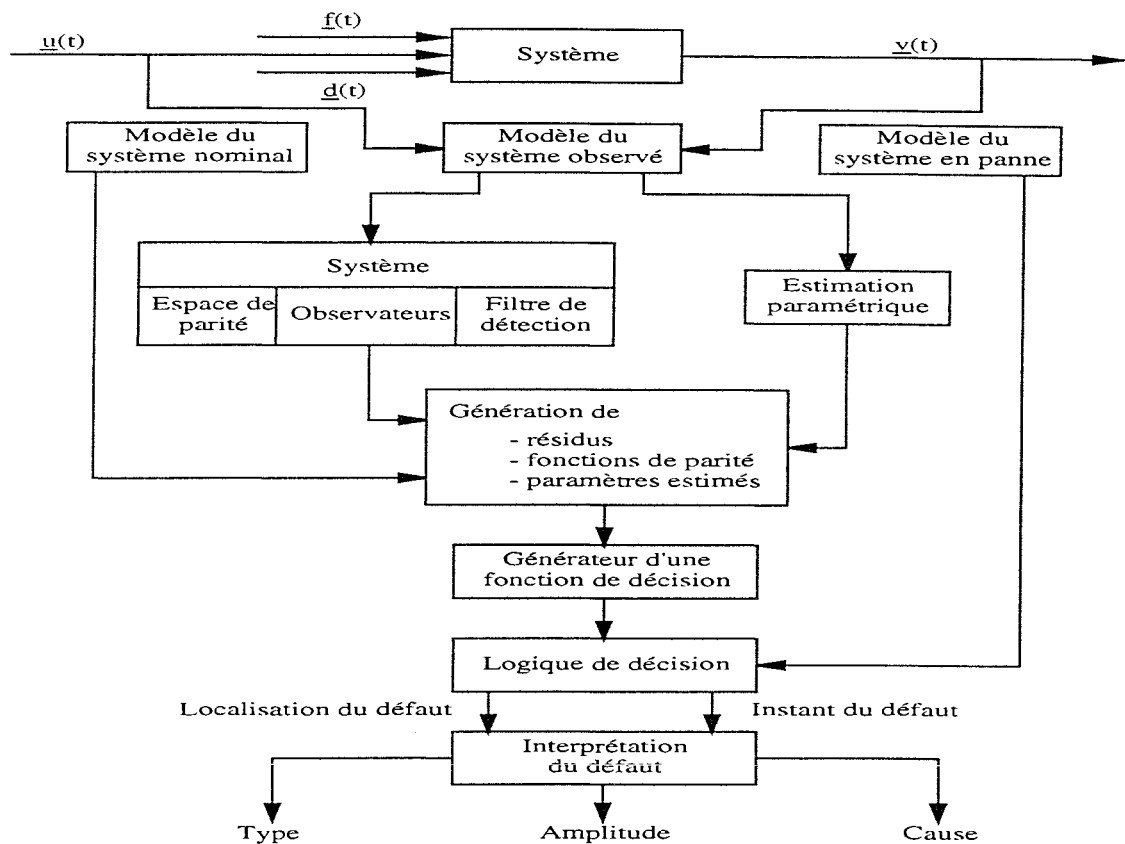 f(t)
u(t)
Système
v(t)
d(t)
Modèle du
système nominal
Modèle du
système observé
Modèle du
système en panne
Système
Espace de
parité
Observateurs
Filtre de
détection
Estimation
paramétrique
Génération de
- résidus
- fonctions de parité
- paramètres estimés
Générateur d'une
fonction de décision
Logique de décision
Localisation du défaut
Instant du défaut
Interprétation
du défaut
Type
Amplitude
Cause